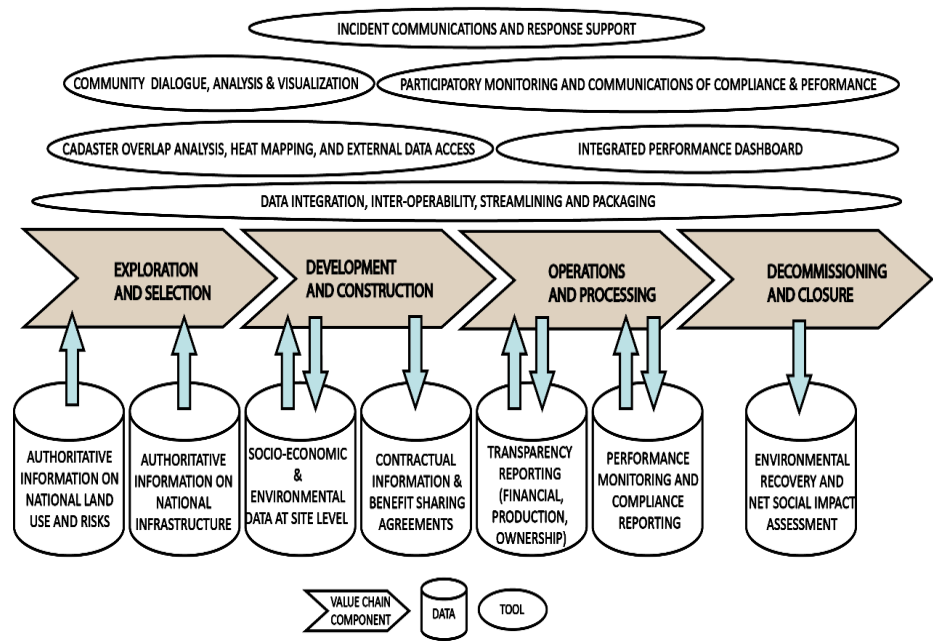 INCIDENT COMMUNICATIONS AND RESPONSE SUPPORT
COMMUNITY DIALOGUE, ANALYSIS & VISUALIZATION
PARTICIPATORY MONITORING AND COMMUNICATIONS OF COMPLIANCE & PEFORMANCE
CADASTER OVERLAP ANALYSIS, HEAT MAPPING, AND EXTERNAL DATA ACCESS
INTEGRATED PERFORMANCE DASHBOARD
DATA INTEGRATION, INTER-OPERABILITY, STREAMLINING AND PACKAGING
EXPLORATION
AND SELECTION
DEVELOPMENT
AND CONSTRUCTION
OPERATIONS
AND PROCESSING
DECOMMISSIONING
AND CLOSURE
AUTHORITATIVE
INFORMATION ON
NATIONAL LAND
USE AND RISKS
AUTHORITATIVE
INFORMATION ON
NATIONAL
INFRASTRUCTURE
SOCIO-ECONOMIC
&
ENVIRONMENTAL
DATA AT SITE LEVEL
CONTRACTUAL
INFORMATION &
BENEFIT SHARING
AGREEMENTS
TRANSPARENCY
REPORTING
(FINANCIAL,
PRODUCTION,
OWNERSHIP)
PERFORMANCE
MONITORING AND
COMPLIANCE
REPORTING
ENVIRONMENTAL
RECOVERY AND
NET SOCIAL IMPACT
ASSESSMENT
VALUE CHAIN
COMPONENT
DATA
TOOL